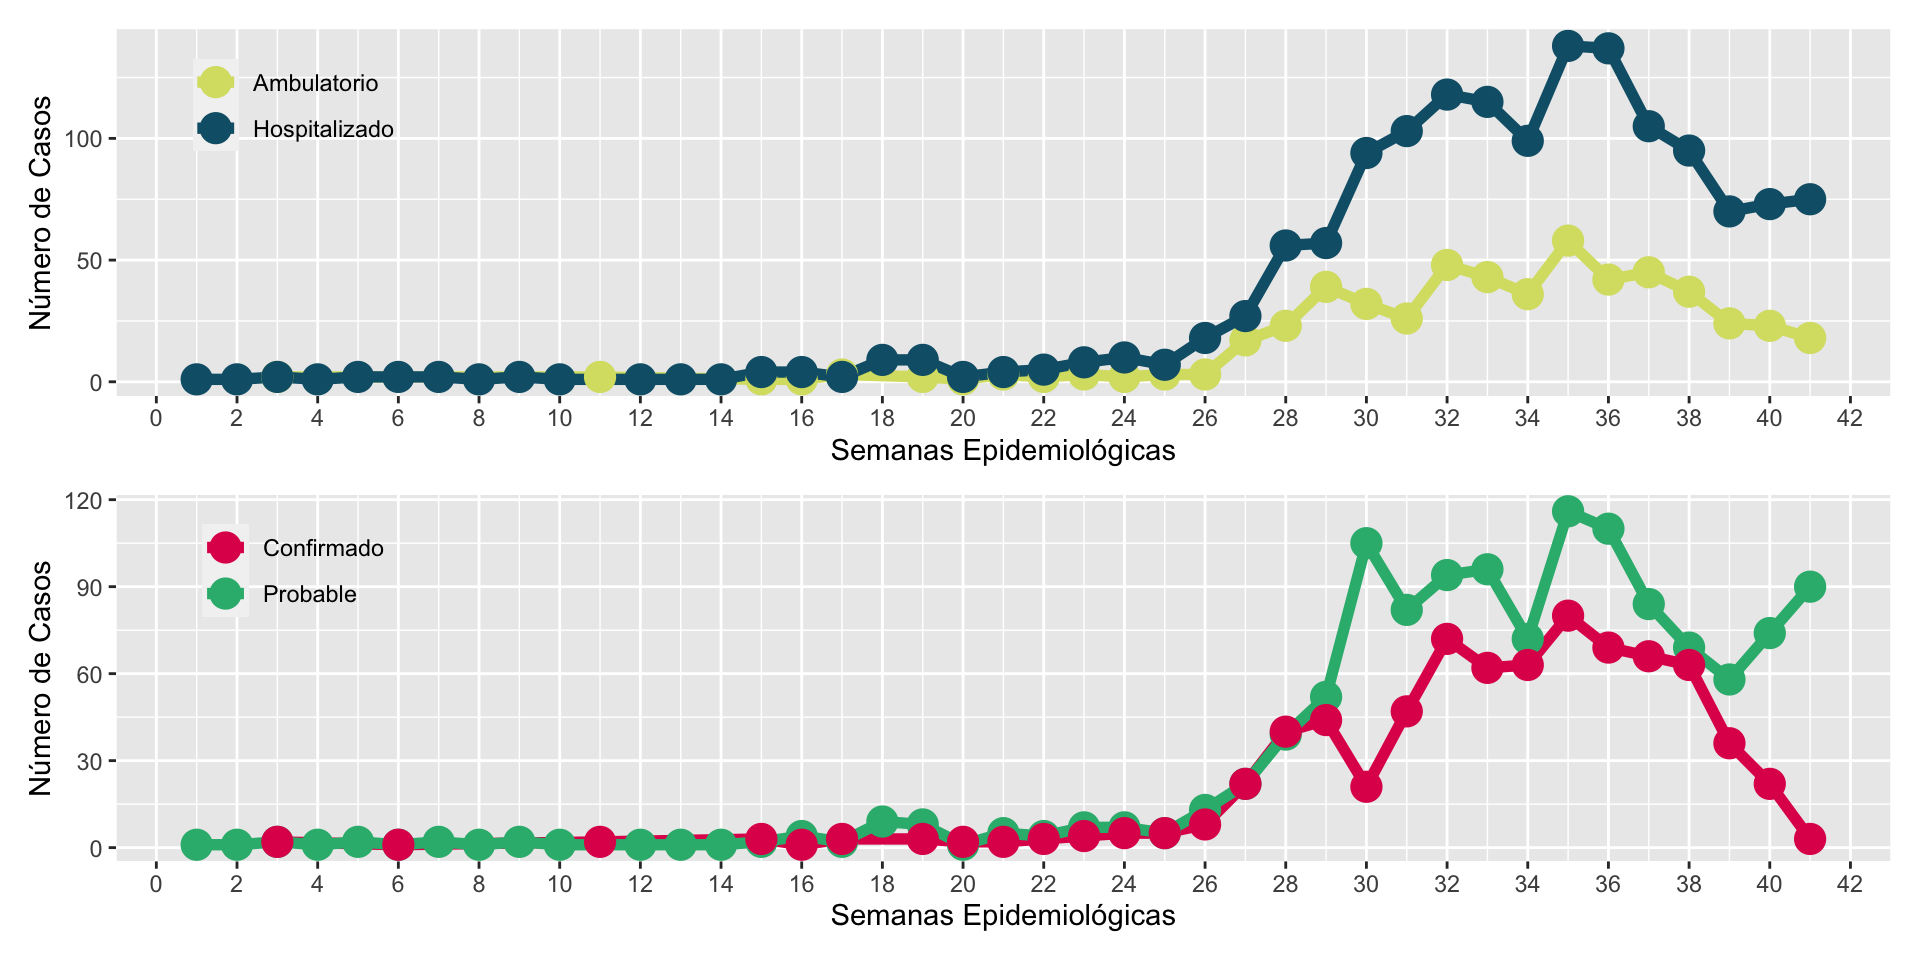 Número de Casos
100
50
0
Ambulatorio
Hospitalizado
0 2 4 6 8 10 12 14 16 18 20 22 24 26 28 30 32 34 36 38 40 42
Semanas Epidemiológicas
Número de Casos
120
90
60
30
0
Confirmado
Probable
0 2 4 6 8 10 12 14 16 18 20 22 24 26 28 30 32 34 36 38 40 42
Semanas Epidemiológicas